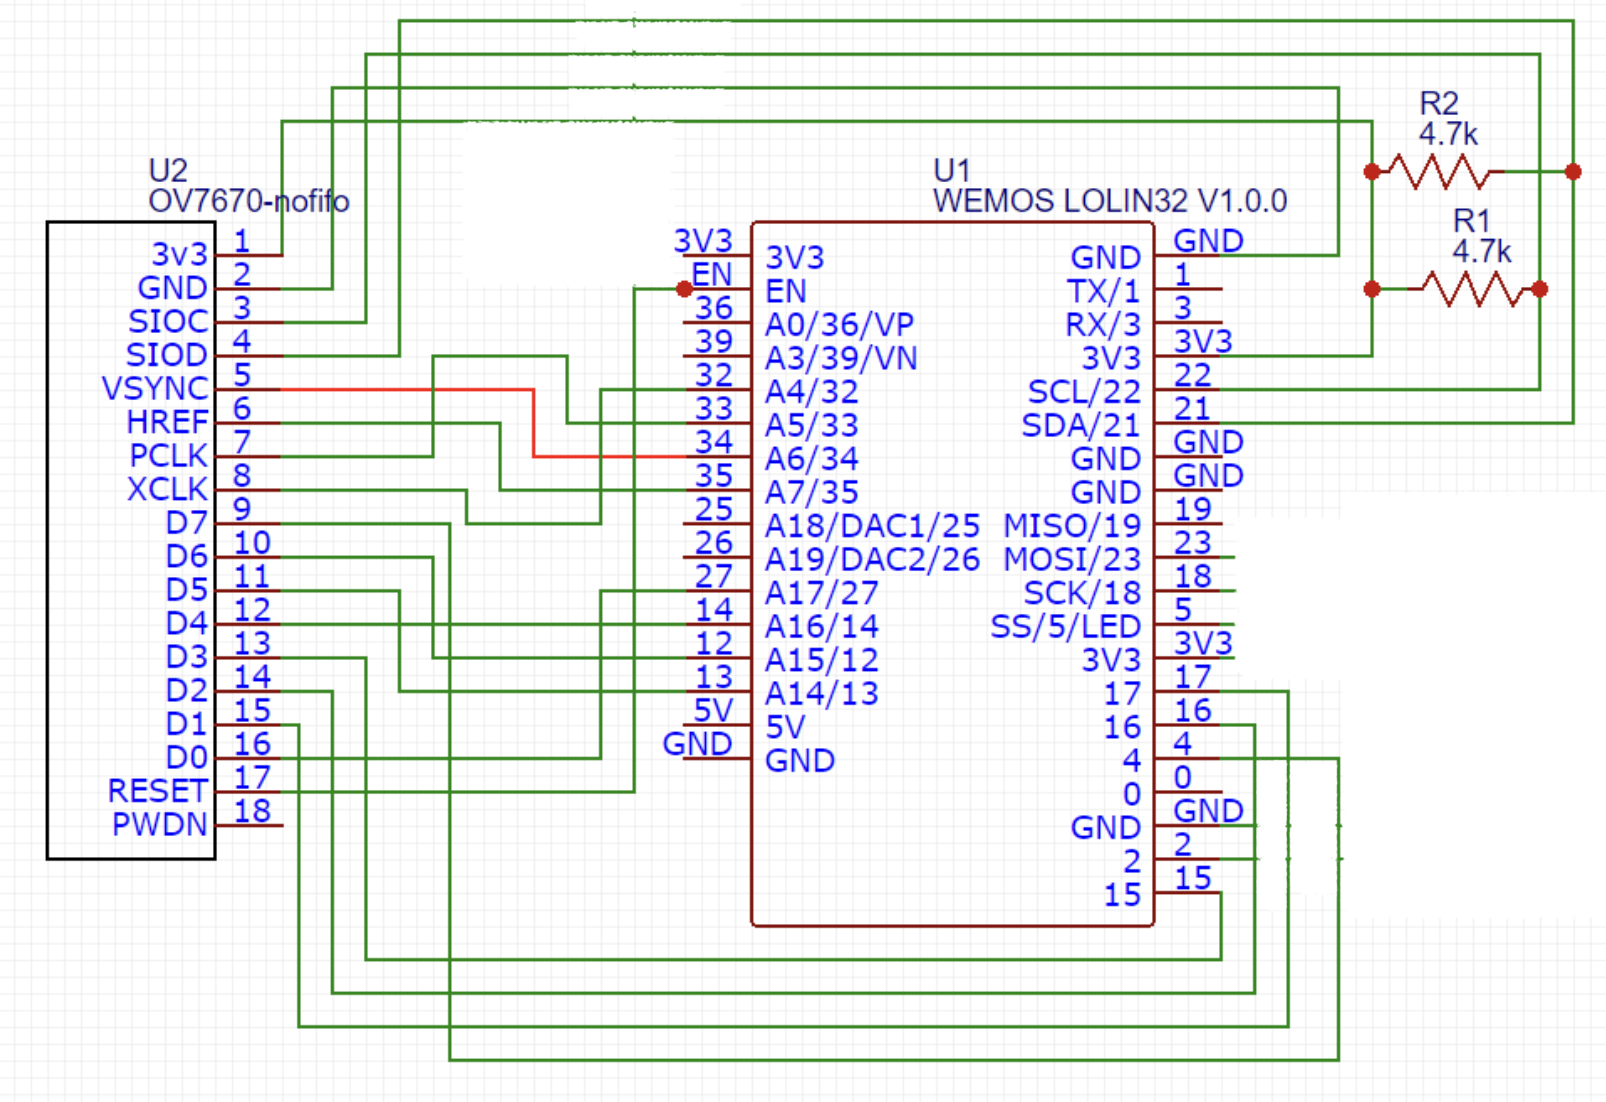 R2
4.7k
U2
OV7670-nofifo
U1
WEMOS LOLIN32 V1.0.0
R1
4.7k
3v3 1
GND 2
SIOC 3
SIOD 4
VSYNC 5
HREF 6
PCLK 7
XCLK 8
D7 9
D6 10
D5 11
D4 12
D3 13
D2 14
D1 15
D0 16
RESET 17
PWDN 18
3V3 3V3
EN EN
36 A0/36/VP
39 A3/39/VN
32 A4/32
33 A5/33
34 A6/34
35 A7/35
25 A18/DAC1/25
26 A19/DAC2/26
27 A17/27
14 A16/14
12 A15/12
13 A14/13
5V 5V
GND GND
GND GND
TX/1 1
RX/3 3
3V3 3V3
SCL/22 22
SDA/21 21
GND GND
GND GND
MISO/19 19
MOSI/23 23
SCK/18 18
SS/5/LED 5
3V3 3V3
17 17
16 16
4 4
0 0
GND GND
2 2
15 15